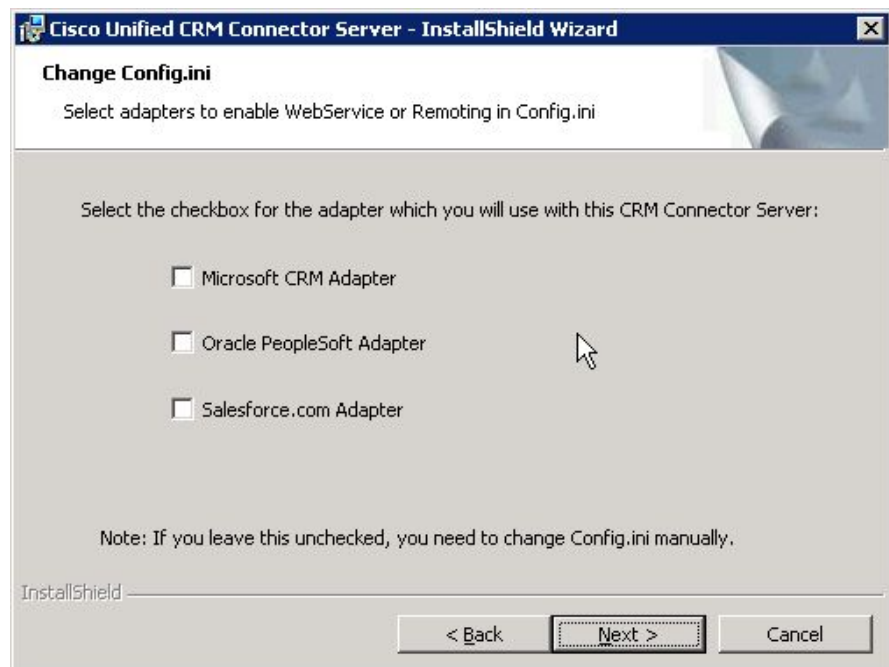 Cisco Unified CRM Connector Server - InstallShield Wizard
Change Config.ini
Select adapters to enable WebService or Remoting in Config.ini
Select the checkbox for the adapter which you will use with this CRM Connector Server:
Microsoft CRM Adapter
Oracle PeopleSoft Adapter
Salesforce.com Adapter
Note: If you leave this unchecked, you need to change Config.ini manually.
InstallShield
< Back
Next >
Cancel